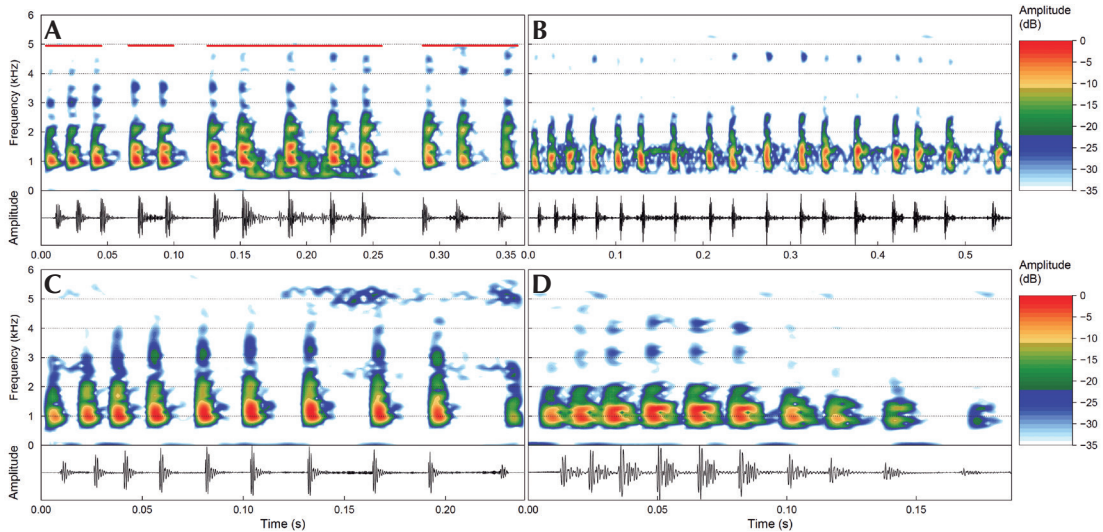 A
B
Amplitude
(dB)
6
5
4
3
2
1
0
Frequency (kHz)
0
−5
−10
−15
−20
−25
−30
−35
Amplitude
0.00 0.05 0.10 0.15 0.20 0.25 0.30 0.35
0.0 0.1 0.2 0.3 0.4 0.5
C
D
Amplitude
(dB)
6
5
4
3
2
1
0
Frequency (kHz)
0
−5
−10
−15
−20
−25
−30
−35
Amplitude
0.00 0.05 0.10 0.15 0.20
0.00 0.05 0.10 0.15
Time (s)
Time (s)